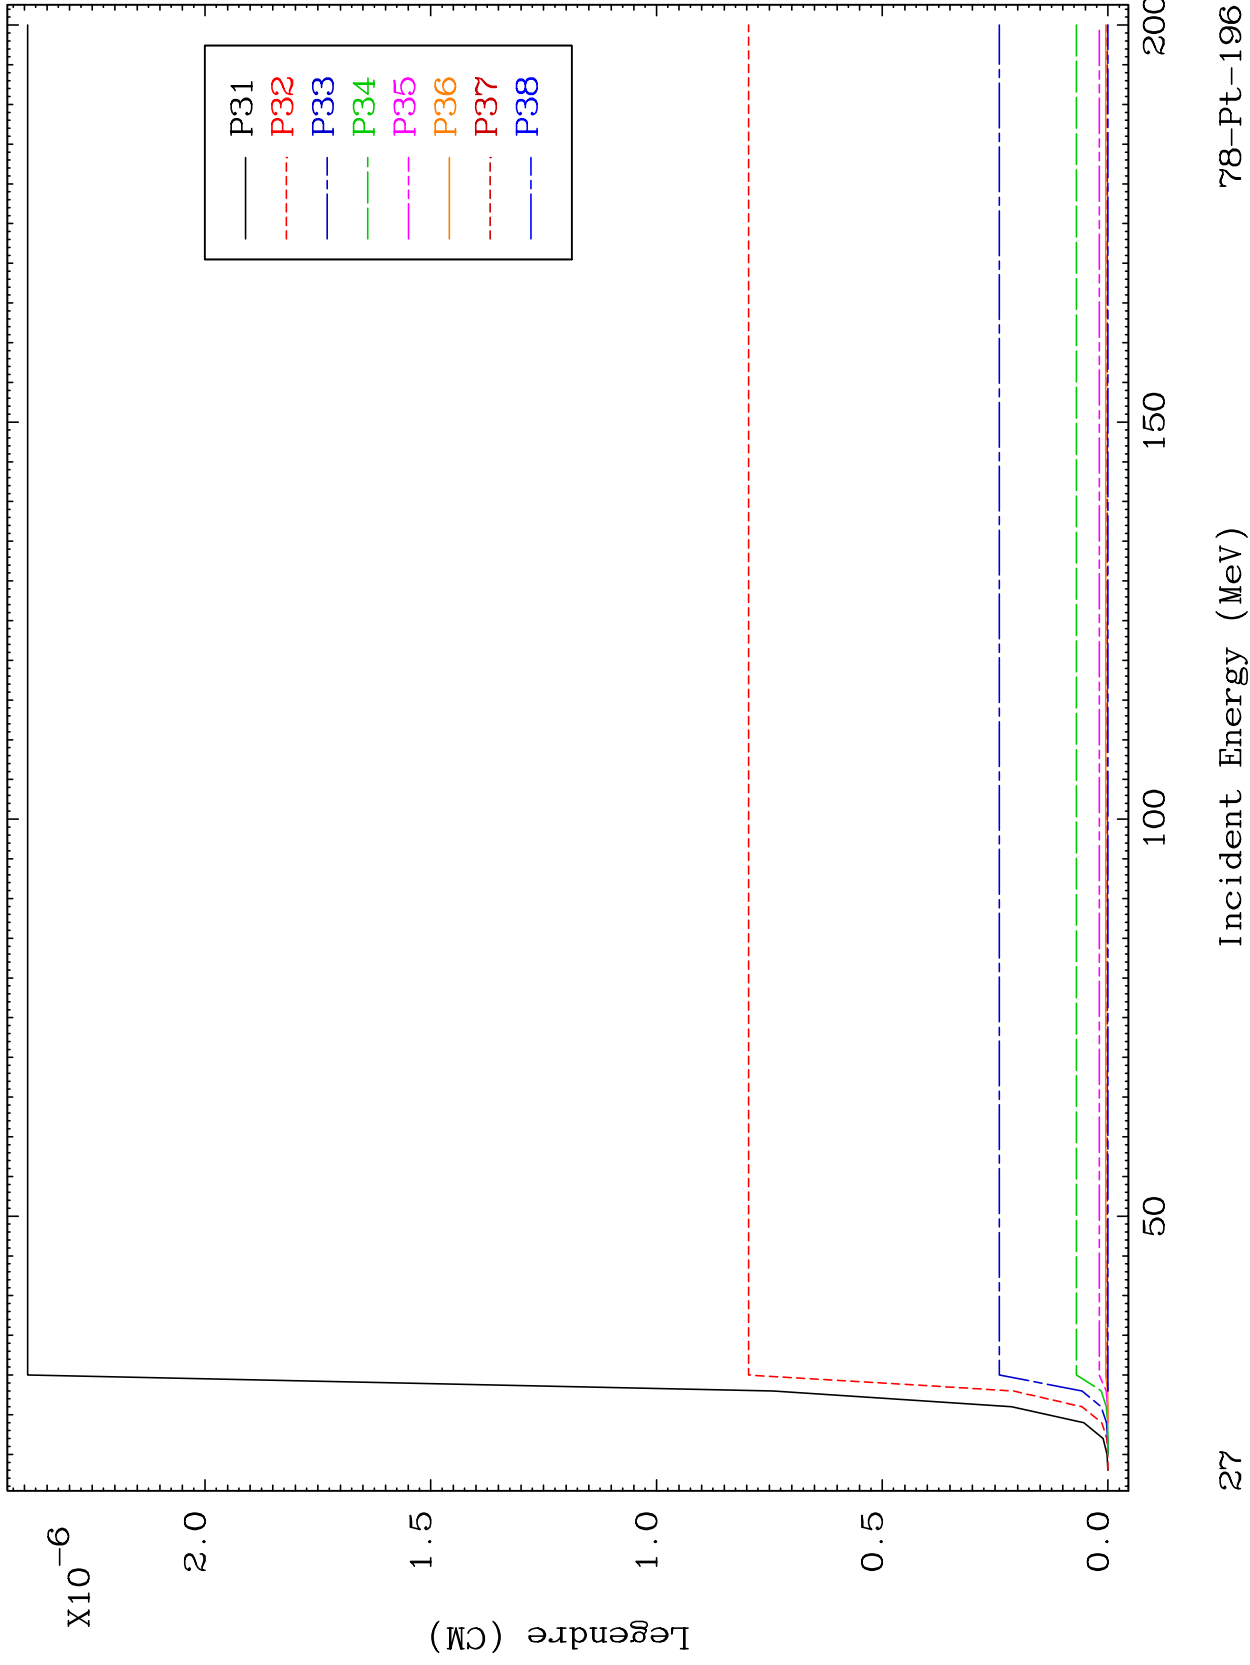 X10-6
2.0
1.5
1.0
0.5
0.0
Legendre (CM)
P31
P32
P33
P34
P35
P36
P37
P38
50
100
150
200
27
Incident Energy (MeV)
78-Pt-196